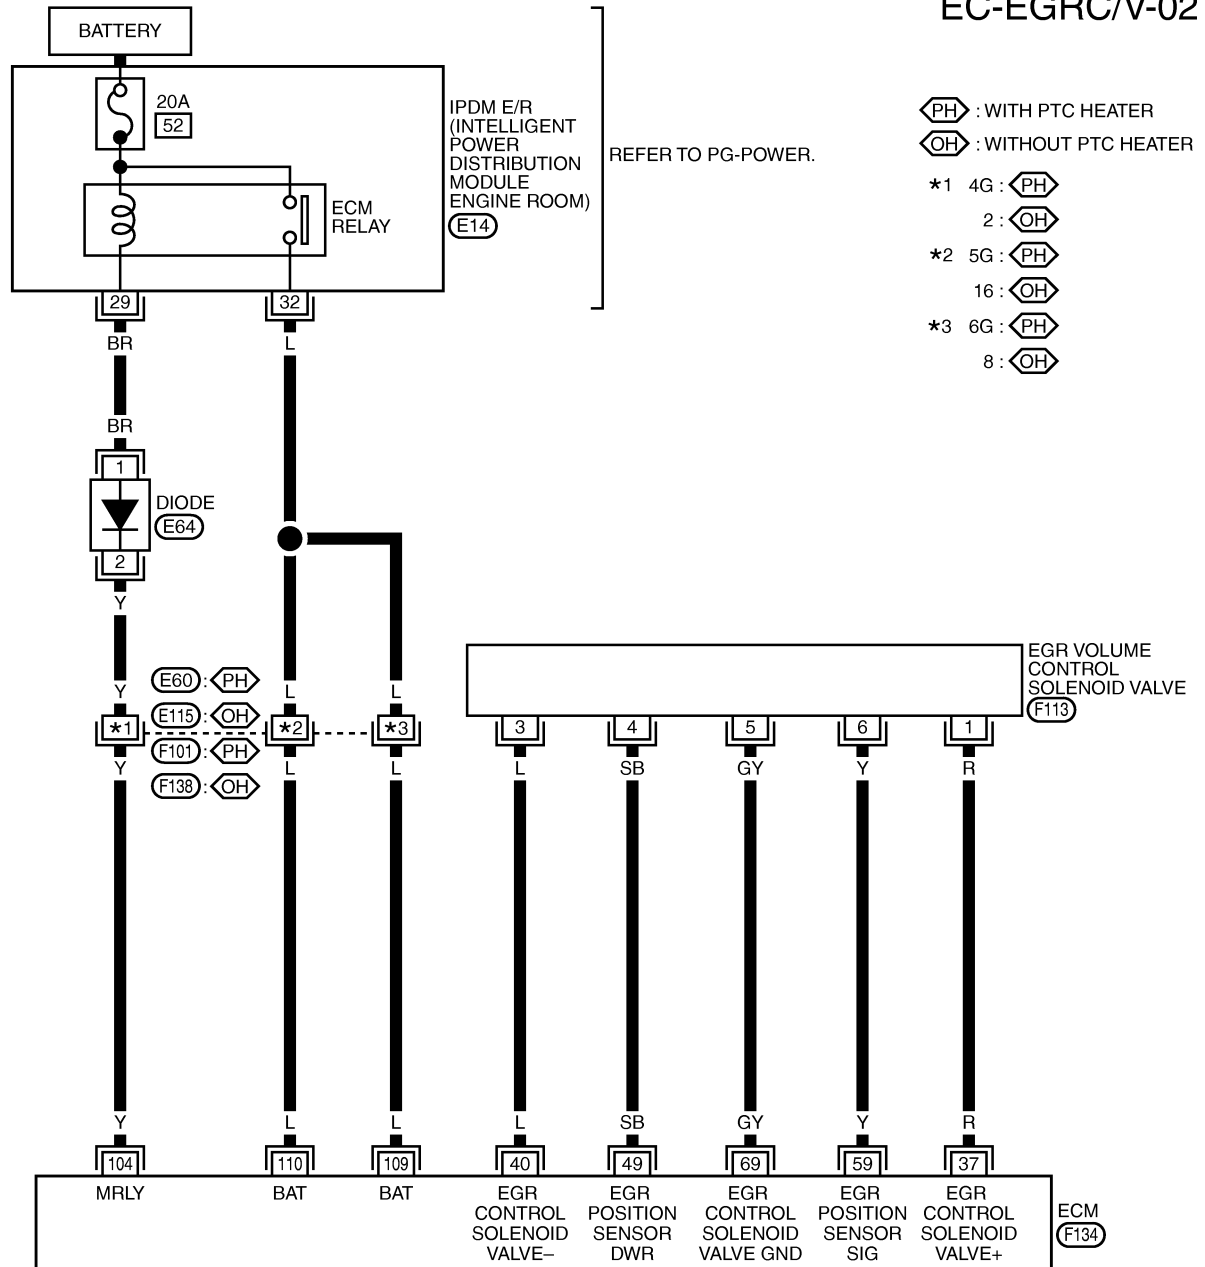 EC-EGRC/V-02
BATTERY
20A
52
IPDM E/R
(INTELLIGENT
POWER
DISTRIBUTION
MODULE
ENGINE ROOM)
E14
REFER TO PG-POWER.
ECM
RELAY
PH : WITH PTC HEATER
OH : WITHOUT PTC HEATER
*1 4G : PH
2 : OH
*2 5G : PH
16 : OH
*3 6G : PH
8 : OH
29 32
BR L
BR
1
DIODE
E64
2
Y
E60 : PH
Y L L
E115 : OH
*1 *2 *3
F101 : PH
Y L L
F138 : OH
EGR VOLUME
CONTROL
SOLENOID VALVE
F113
3 4 5 6 1
L SB GY Y R
Y L L L SB GY Y R
104 110 109 40 49 69 59 37
MRLY
BAT
BAT
EGR
CONTROL
SOLENOID
VALVE–
EGR
POSITION
SENSOR
DWR
EGR
CONTROL
SOLENOID
VALVE GND
EGR
POSITION
SENSOR
SIG
EGR
CONTROL
SOLENOID
VALVE+
ECM
F134